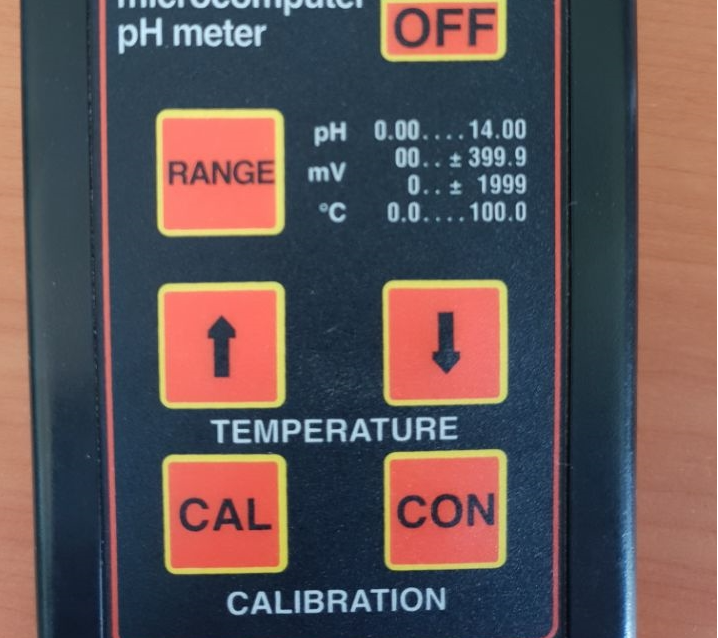 microcomputer
pH meter
OFF
RANGE
pH 0.00....14.00
mV 00..±399.9
0..± 1999
°C 0.0....100.0
TEMPERATURE
CAL
CON
CALIBRATION